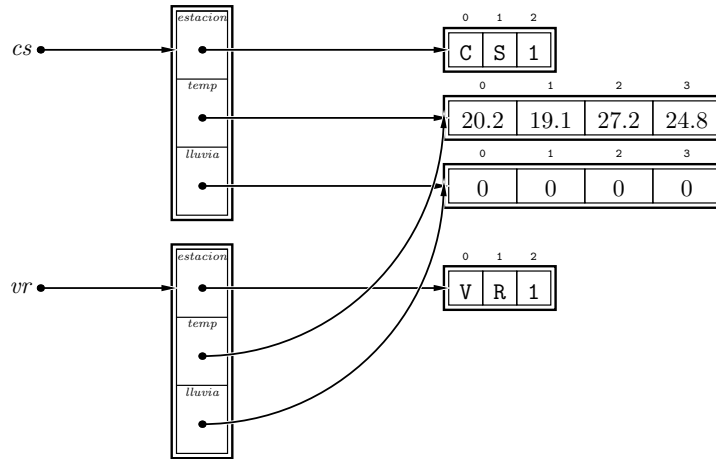 estacion 0 1 2
cs C S 1
temp 0 1 2 3
20.2 19.1 27.2 24.8
lluvia 0 1 2 3
0 0 0 0
estacion 0 1 2
vr V R 1
temp
lluvia